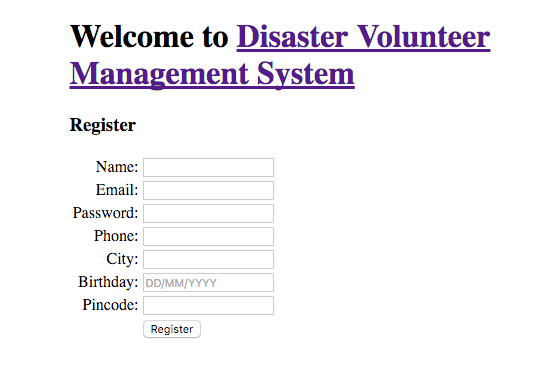 Welcome to Disaster Volunteer
Management System
Register
Name:
Email:
Password:
Phone:
City:
Birthday: DD/MM/YYYY
Pincode:
Register